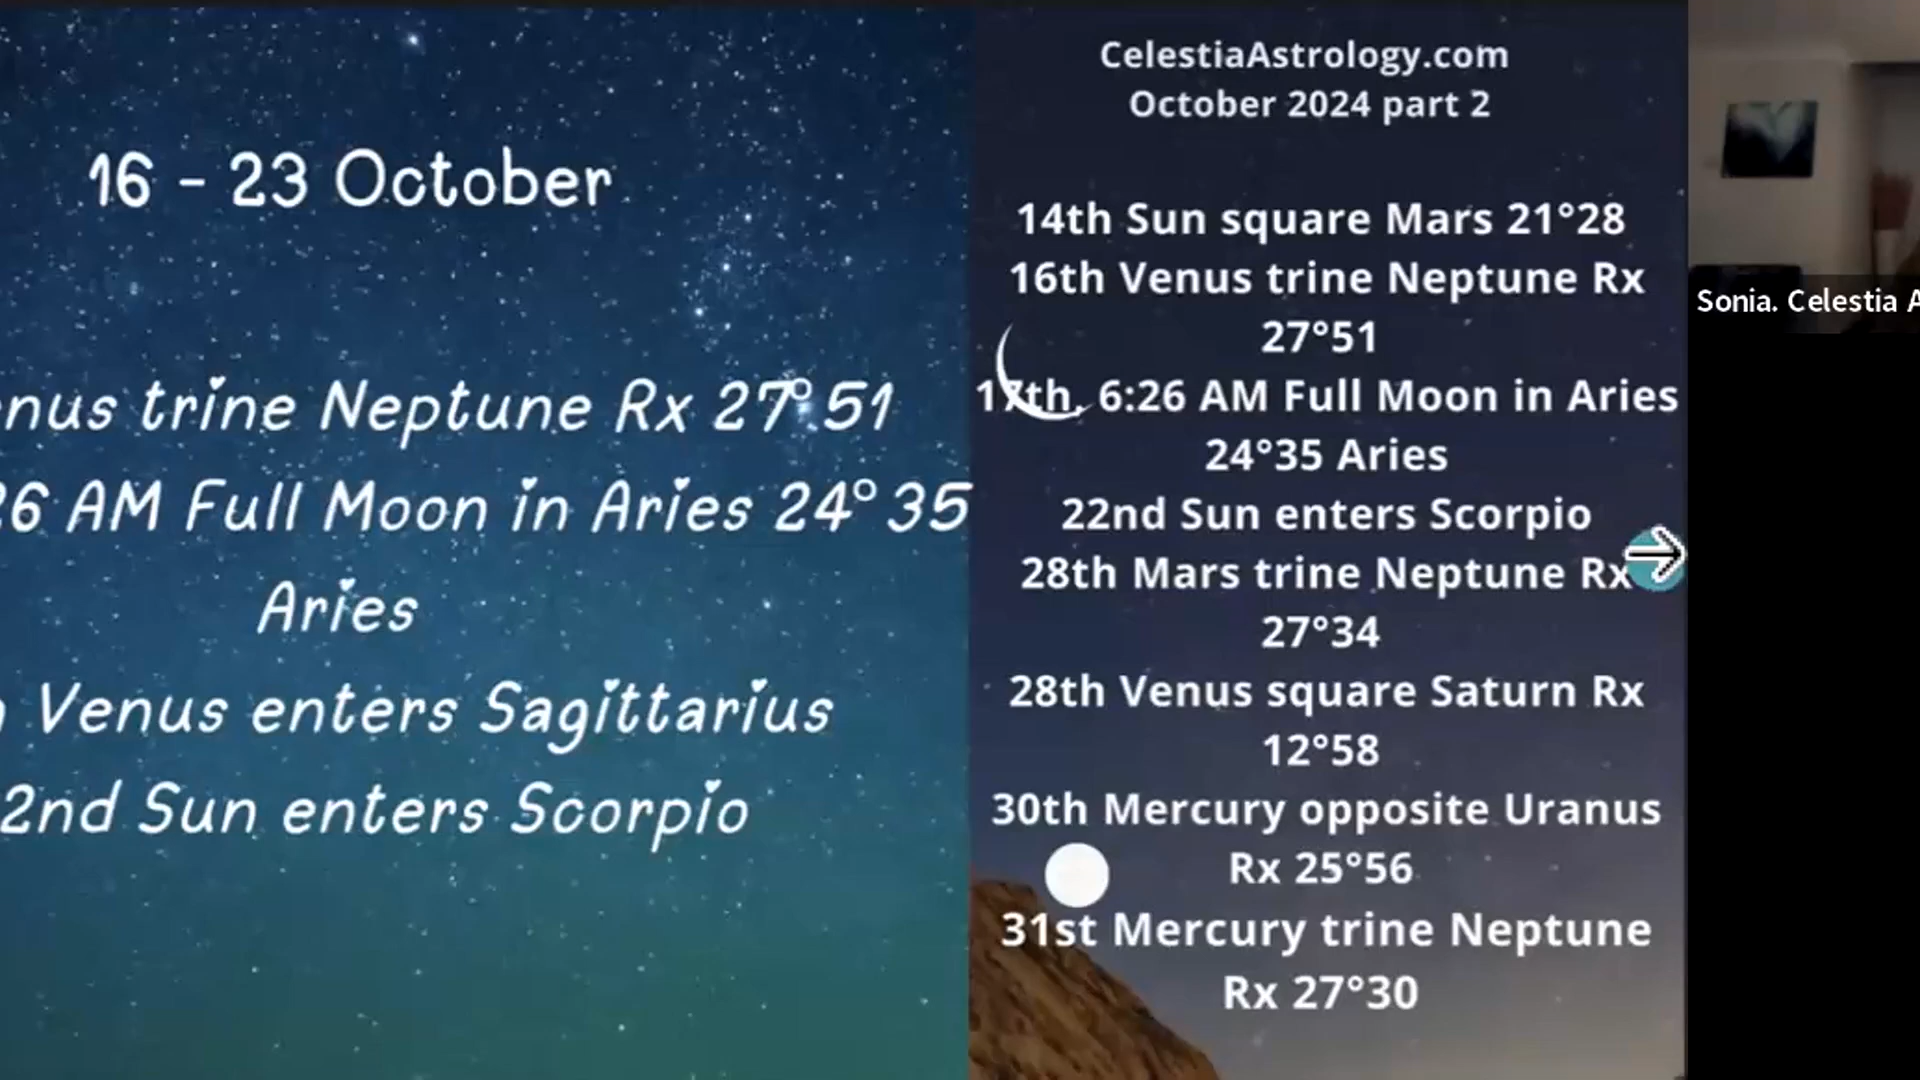 16 - 23 October
trine Neptune Rx 27°51
AM Full Moon in Aries 24°35
Aries
Venus enters Sagittarius
Sun enters Scorpio
CelestiaAstrology.com
October 2024 part 2
14th Sun square Mars 21°28
16th Venus trine Neptune Rx
27°51
17th, 6:26 AM Full Moon in Aries
24°35 Aries
22nd Sun enters Scorpio
28th Mars trine Neptune Rx
27°34
28th Venus square Saturn Rx
12°58
30th Mercury opposite Uranus
Rx 25°56
31st Mercury trine Neptune
Rx 27°30
Sonia. Celestia